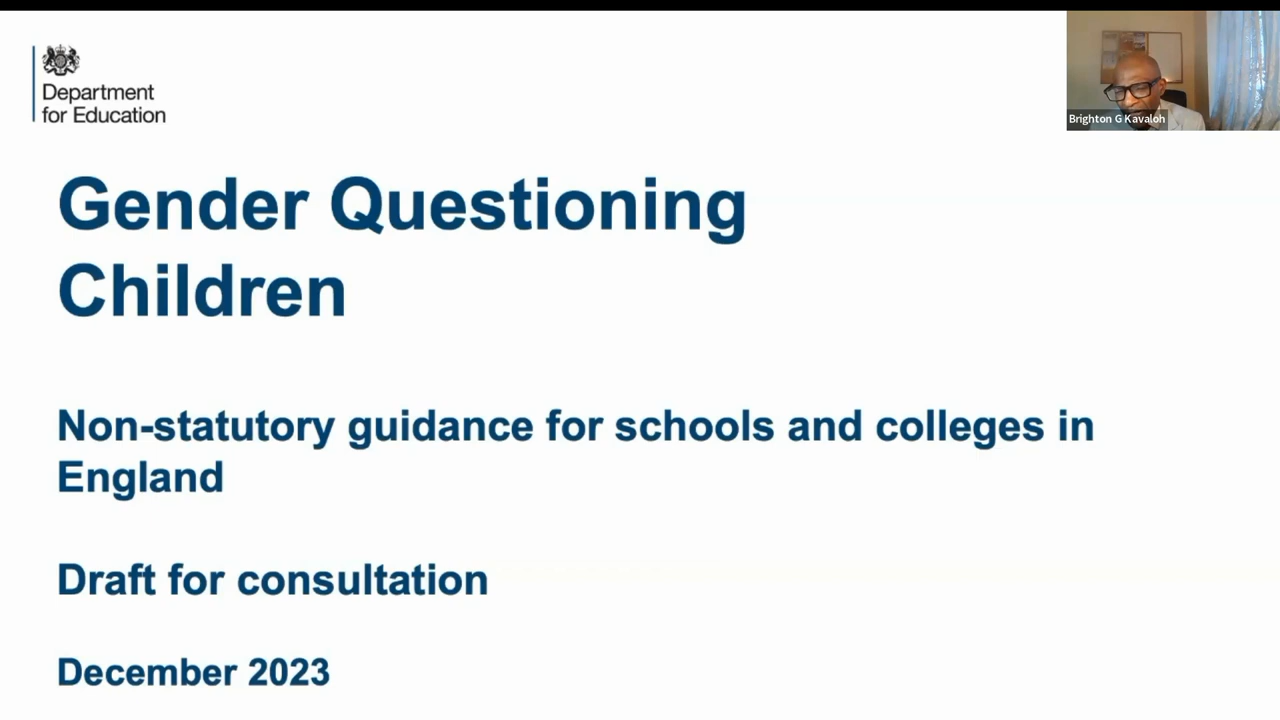 Department
for Education
Brighton G Kavaloh
Gender Questioning
Children
Non-statutory guidance for schools and colleges in
England
Draft for consultation
December 2023